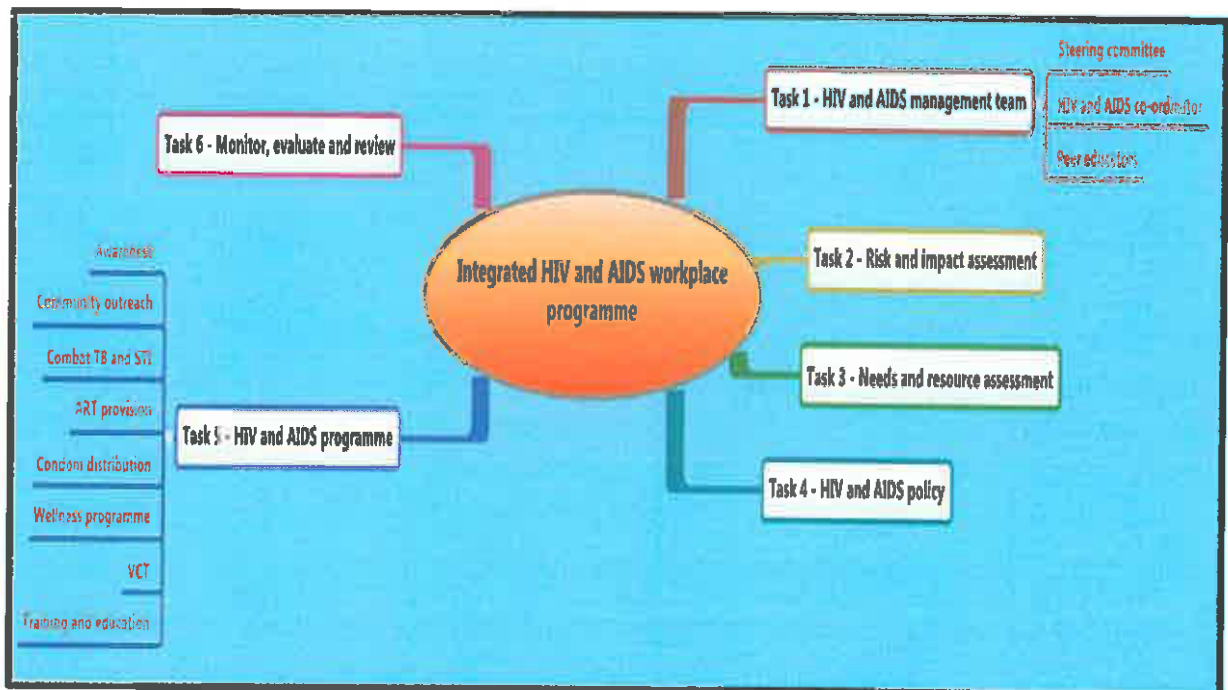 Integrated HIV and AIDS workplace
programme
Task 1 - HIV and AIDS management team
Steering committee
HIV and AIDS co-ordinator
Peer educators
Task 2 - Risk and impact assessment
Task 3 - Needs and resource assessment
Task 4 - HIV and AIDS policy
Task 5 - HIV and AIDS programme
Awareness
Community outreach
Combat TB and STI
ART provision
Condom distribution
Wellness programme
VCT
Training and education
Task 6 - Monitor, evaluate and review